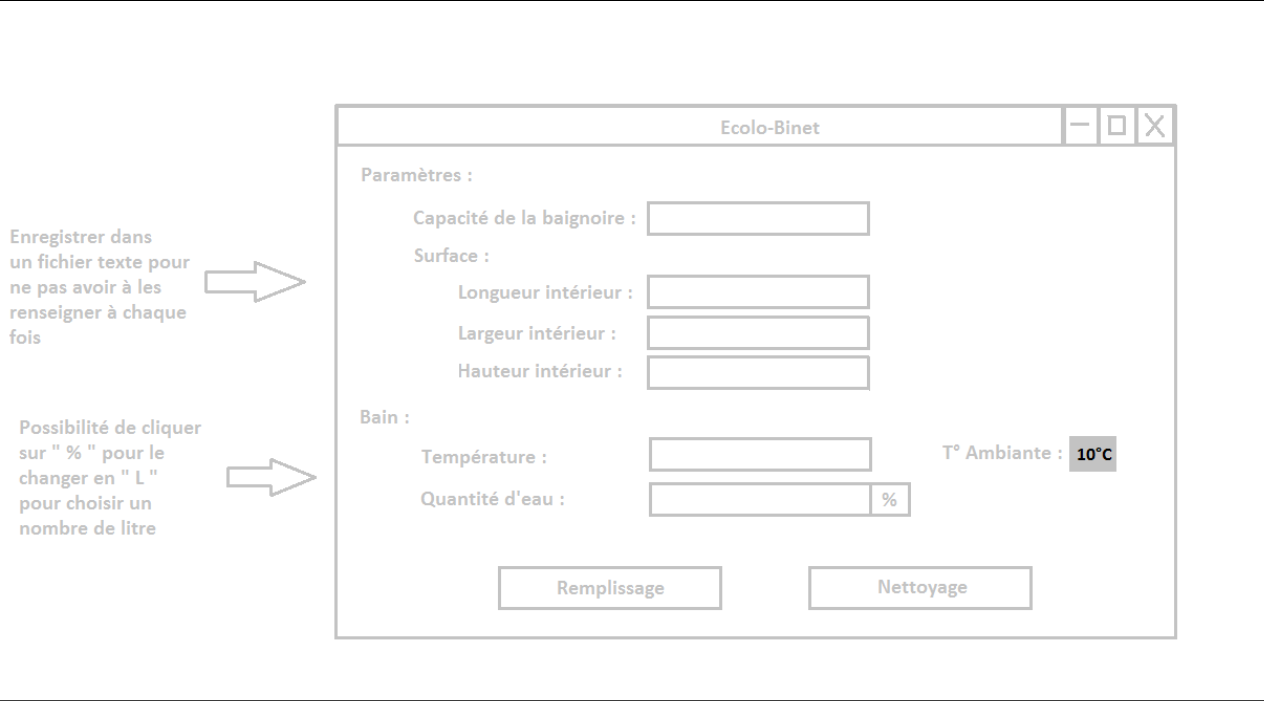 Ecolo-Binet
Paramètres :
Capacité de la baignoire :
Surface :
Longueur intérieur :
Largeur intérieur :
Hauteur intérieur :
Bain :
Température :
T° Ambiante : 10°C
Quantité d'eau :
%
Remplissage
Nettoyage
Enregistrer dans
un fichier texte pour
ne pas avoir à les
renseigner à chaque
fois
Possibilité de cliquer
sur " % " pour le
changer en " L "
pour choisir un
nombre de litre